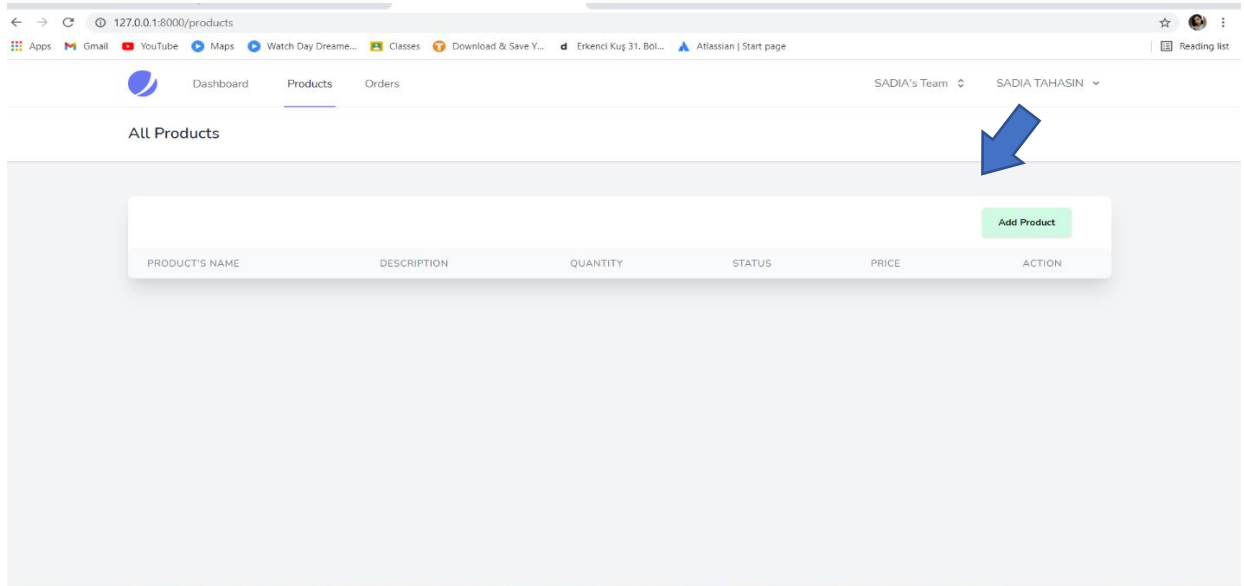 127.0.0.1:8000/products
Apps Gmail YouTube Maps Watch Day Dreame... Classes Download & Save Y... d Erkenci Kuş 31. Bol... Atlassian | Start page Reading list
Dashboard Products Orders SADIA's Team SADIA TAHASIN
All Products
Add Product
PRODUCT'S NAME DESCRIPTION QUANTITY STATUS PRICE ACTION